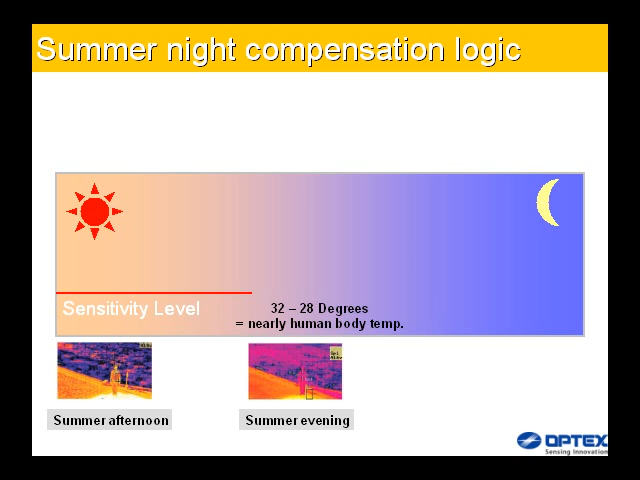 Summer night compensation logic
Sensitivity Level
32 – 28 Degrees
= nearly human body temp.
Summer afternoon
Summer evening
OPTEX
Sensing Innovation